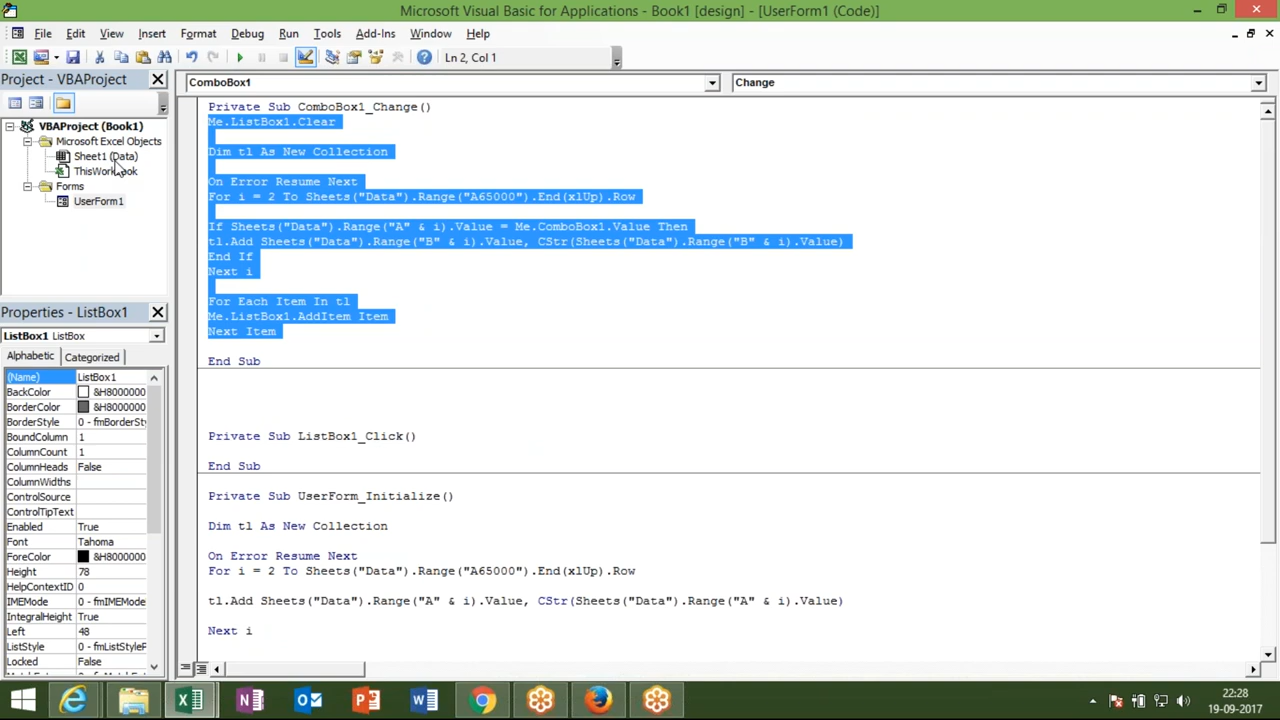 Microsoft Visual Basic for Applications - Book1 [design] - [UserForm1 (Code)]
File Edit View Insert Format Debug Run Tools Add-Ins Window Help
Ln 2, Col 1
Project - VBAProject
ComboBox1
Change
VBAProject (Book1)
Microsoft Excel Objects
Sheet1 (Data)
ThisWorkbook
Forms
UserForm1
Private Sub ComboBox1_Change()
Me.ListBox1.Clear
Dim tl As New Collection
On Error Resume Next
For i = 2 To Sheets("Data").Range("A65000").End(xlUp).Row
If Sheets("Data").Range("A" & i).Value = Me.ComboBox1.Value Then
tl.Add Sheets("Data").Range("B" & i).Value, CStr(Sheets("Data").Range("B" & i).Value)
End If
Next i
For Each Item In tl
Me.ListBox1.AddItem Item
Next Item
End Sub
Private Sub ListBox1_Click()
End Sub
Private Sub UserForm_Initialize()
Dim tl As New Collection
On Error Resume Next
For i = 2 To Sheets("Data").Range("A65000").End(xlUp).Row
tl.Add Sheets("Data").Range("A" & i).Value, CStr(Sheets("Data").Range("A" & i).Value)
Next i
Properties - ListBox1
ListBox1 ListBox
Alphabetic Categorized
(Name) ListBox1
BackColor &H8000000
BorderColor &H8000000
BorderStyle 0 - fmBorderSty
BoundColumn 1
ColumnCount 1
ColumnHeads False
ColumnWidths
ControlSource
ControlTipText
Enabled True
Font Tahoma
ForeColor &H8000000
Height 78
HelpContextID 0
IMEMode 0 - fmIMEMode
IntegralHeight True
Left 48
ListStyle 0 - fmListStyleP
Locked False
22:28
19-09-2017